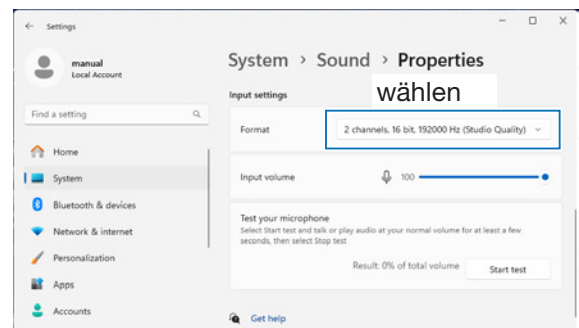 ← Settings
manual
Local Account
Find a setting
Home
System
Bluetooth & devices
Network & internet
Personalization
Apps
Accounts
System > Sound > Properties
wählen
Input settings
Format
2 channels, 16 bit, 192000 Hz (Studio Quality)
Input volume
100
Test your microphone
Select Start test and talk or play audio at your normal volume for at least a few
seconds, then select Stop test
Result: 0% of total volume
Start test
Get help